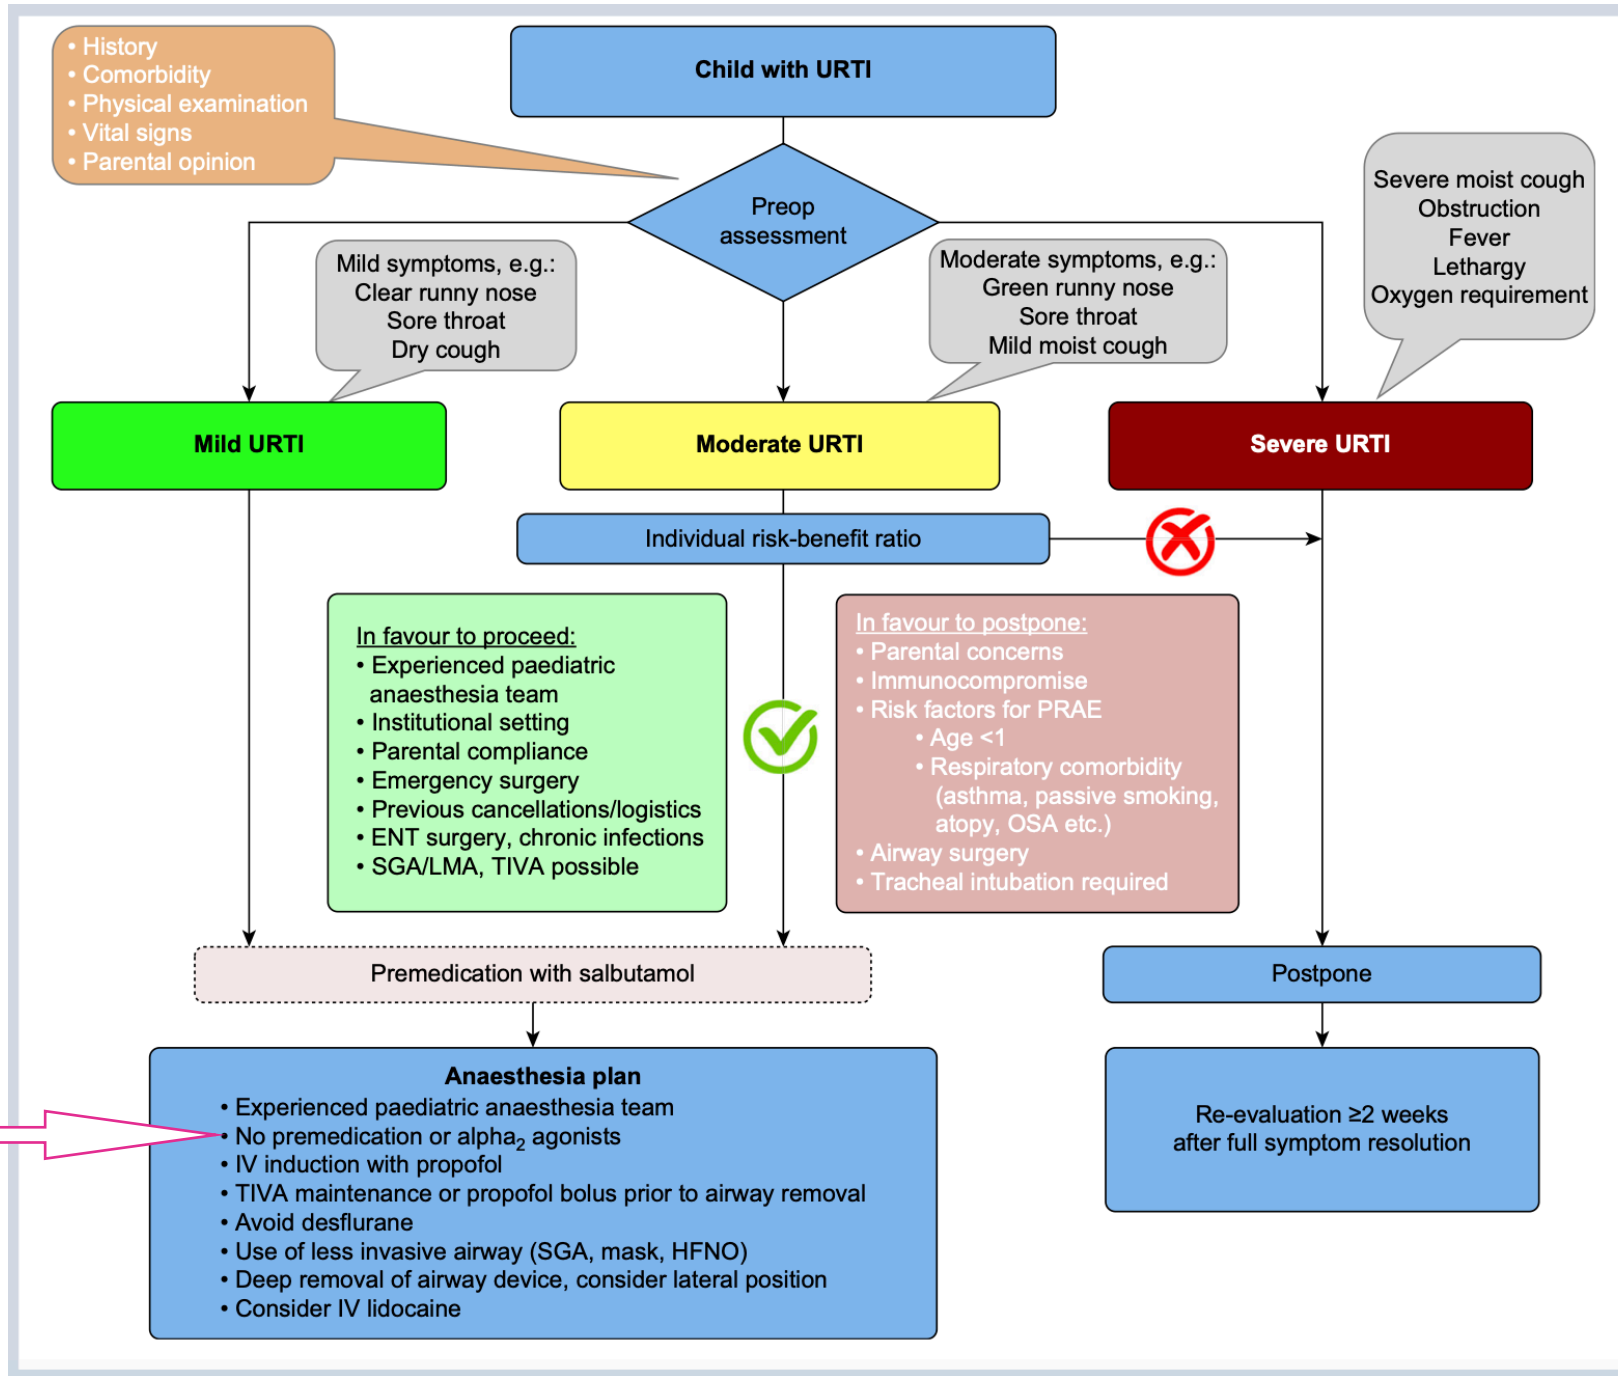 • History
• Comorbidity
• Physical examination
• Vital signs
• Parental opinion
Child with URTI
Preop
assessment
Severe moist cough
Obstruction
Fever
Lethargy
Oxygen requirement
Mild symptoms, e.g.:
Clear runny nose
Sore throat
Dry cough
Moderate symptoms, e.g.:
Green runny nose
Sore throat
Mild moist cough
Mild URTI
Moderate URTI
Severe URTI
Individual risk-benefit ratio
In favour to proceed:
• Experienced paediatric
anaesthesia team
• Institutional setting
• Parental compliance
• Emergency surgery
• Previous cancellations/logistics
• ENT surgery, chronic infections
• SGA/LMA, TIVA possible
In favour to postpone:
• Parental concerns
• Immunocompromise
• Risk factors for PRAE
• Age <1
• Respiratory comorbidity
(asthma, passive smoking,
atopy, OSA etc.)
• Airway surgery
• Tracheal intubation required
Premedication with salbutamol
Postpone
Anaesthesia plan
• Experienced paediatric anaesthesia team
• No premedication or alpha₂ agonists
• IV induction with propofol
• TIVA maintenance or propofol bolus prior to airway removal
• Avoid desflurane
• Use of less invasive airway (SGA, mask, HFNO)
• Deep removal of airway device, consider lateral position
• Consider IV lidocaine
Re-evaluation ≥2 weeks
after full symptom resolution